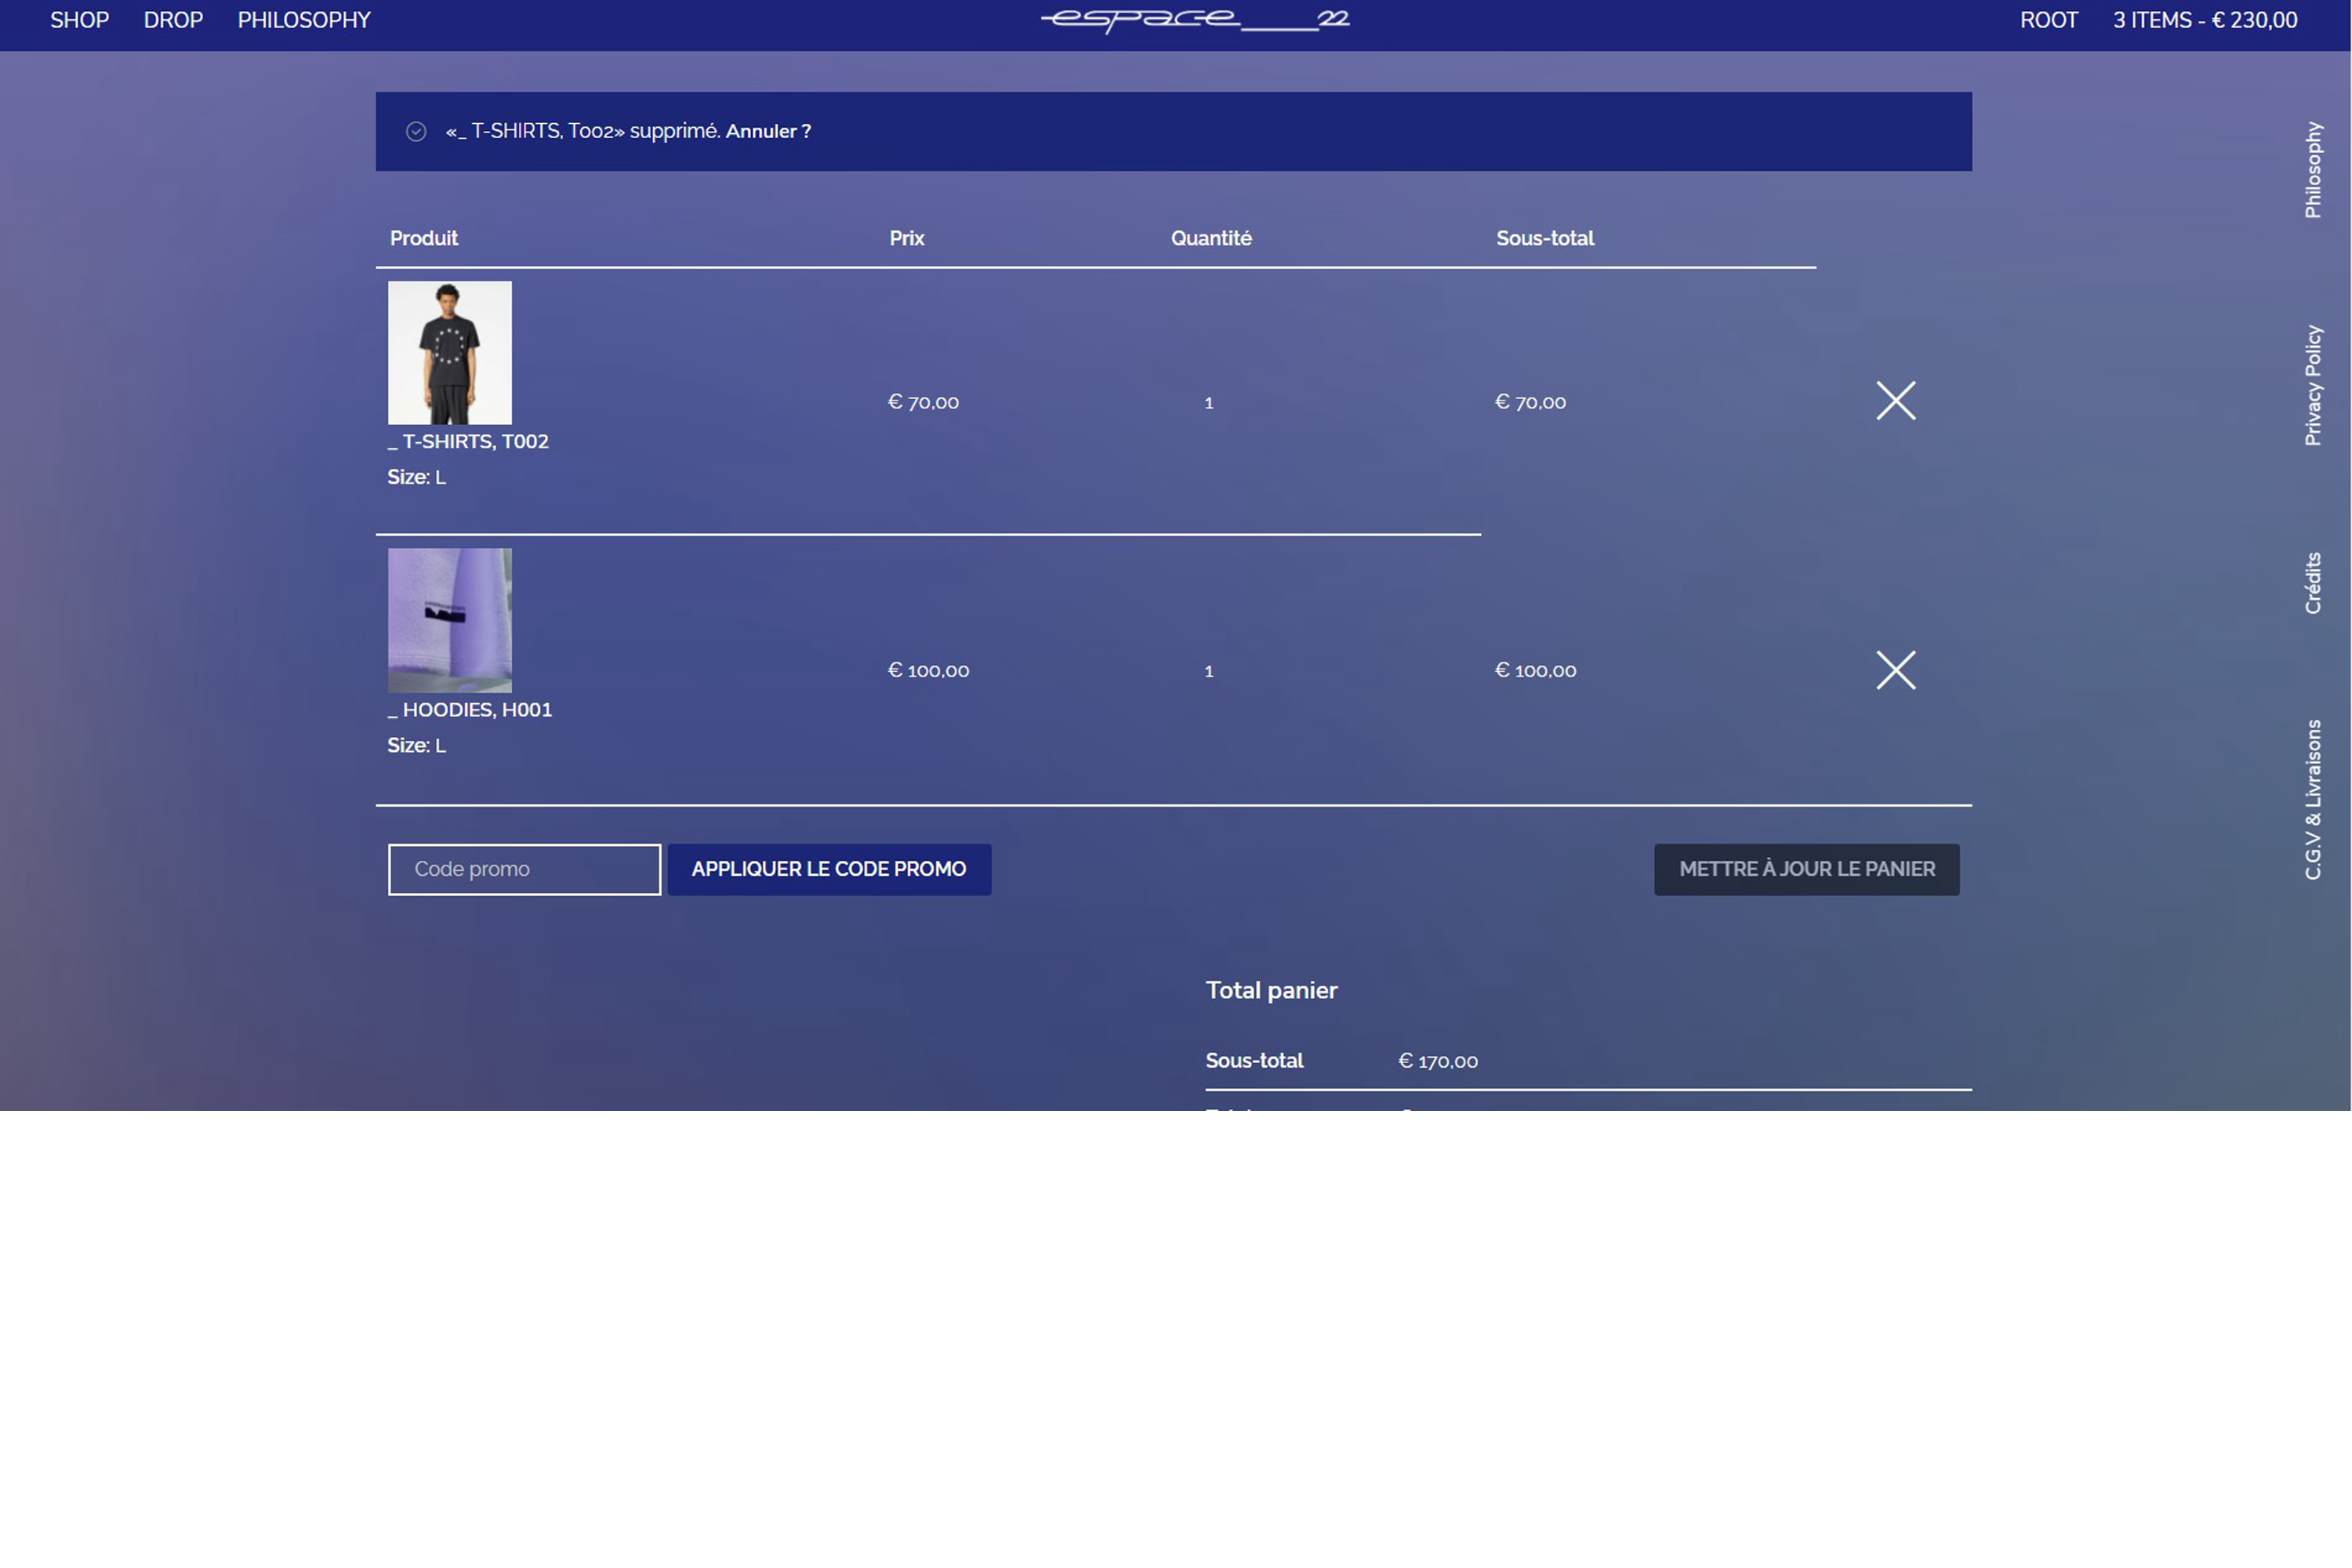 SHOP DROP PHILOSOPHY espace___22 ROOT 3 ITEMS - € 230,00
«_ T-SHIRTS, T002» supprimé. Annuler ?
Produit Prix Quantité Sous-total
€ 70,00 1 € 70,00
_ T-SHIRTS, T002
Size: L
€ 100,00 1 € 100,00
_ HOODIES, H001
Size: L
Code promo APPLIQUER LE CODE PROMO METTRE À JOUR LE PANIER
Total panier
Sous-total € 170,00
Philosophy
Privacy Policy
Crédits
C.G.V & Livraisons